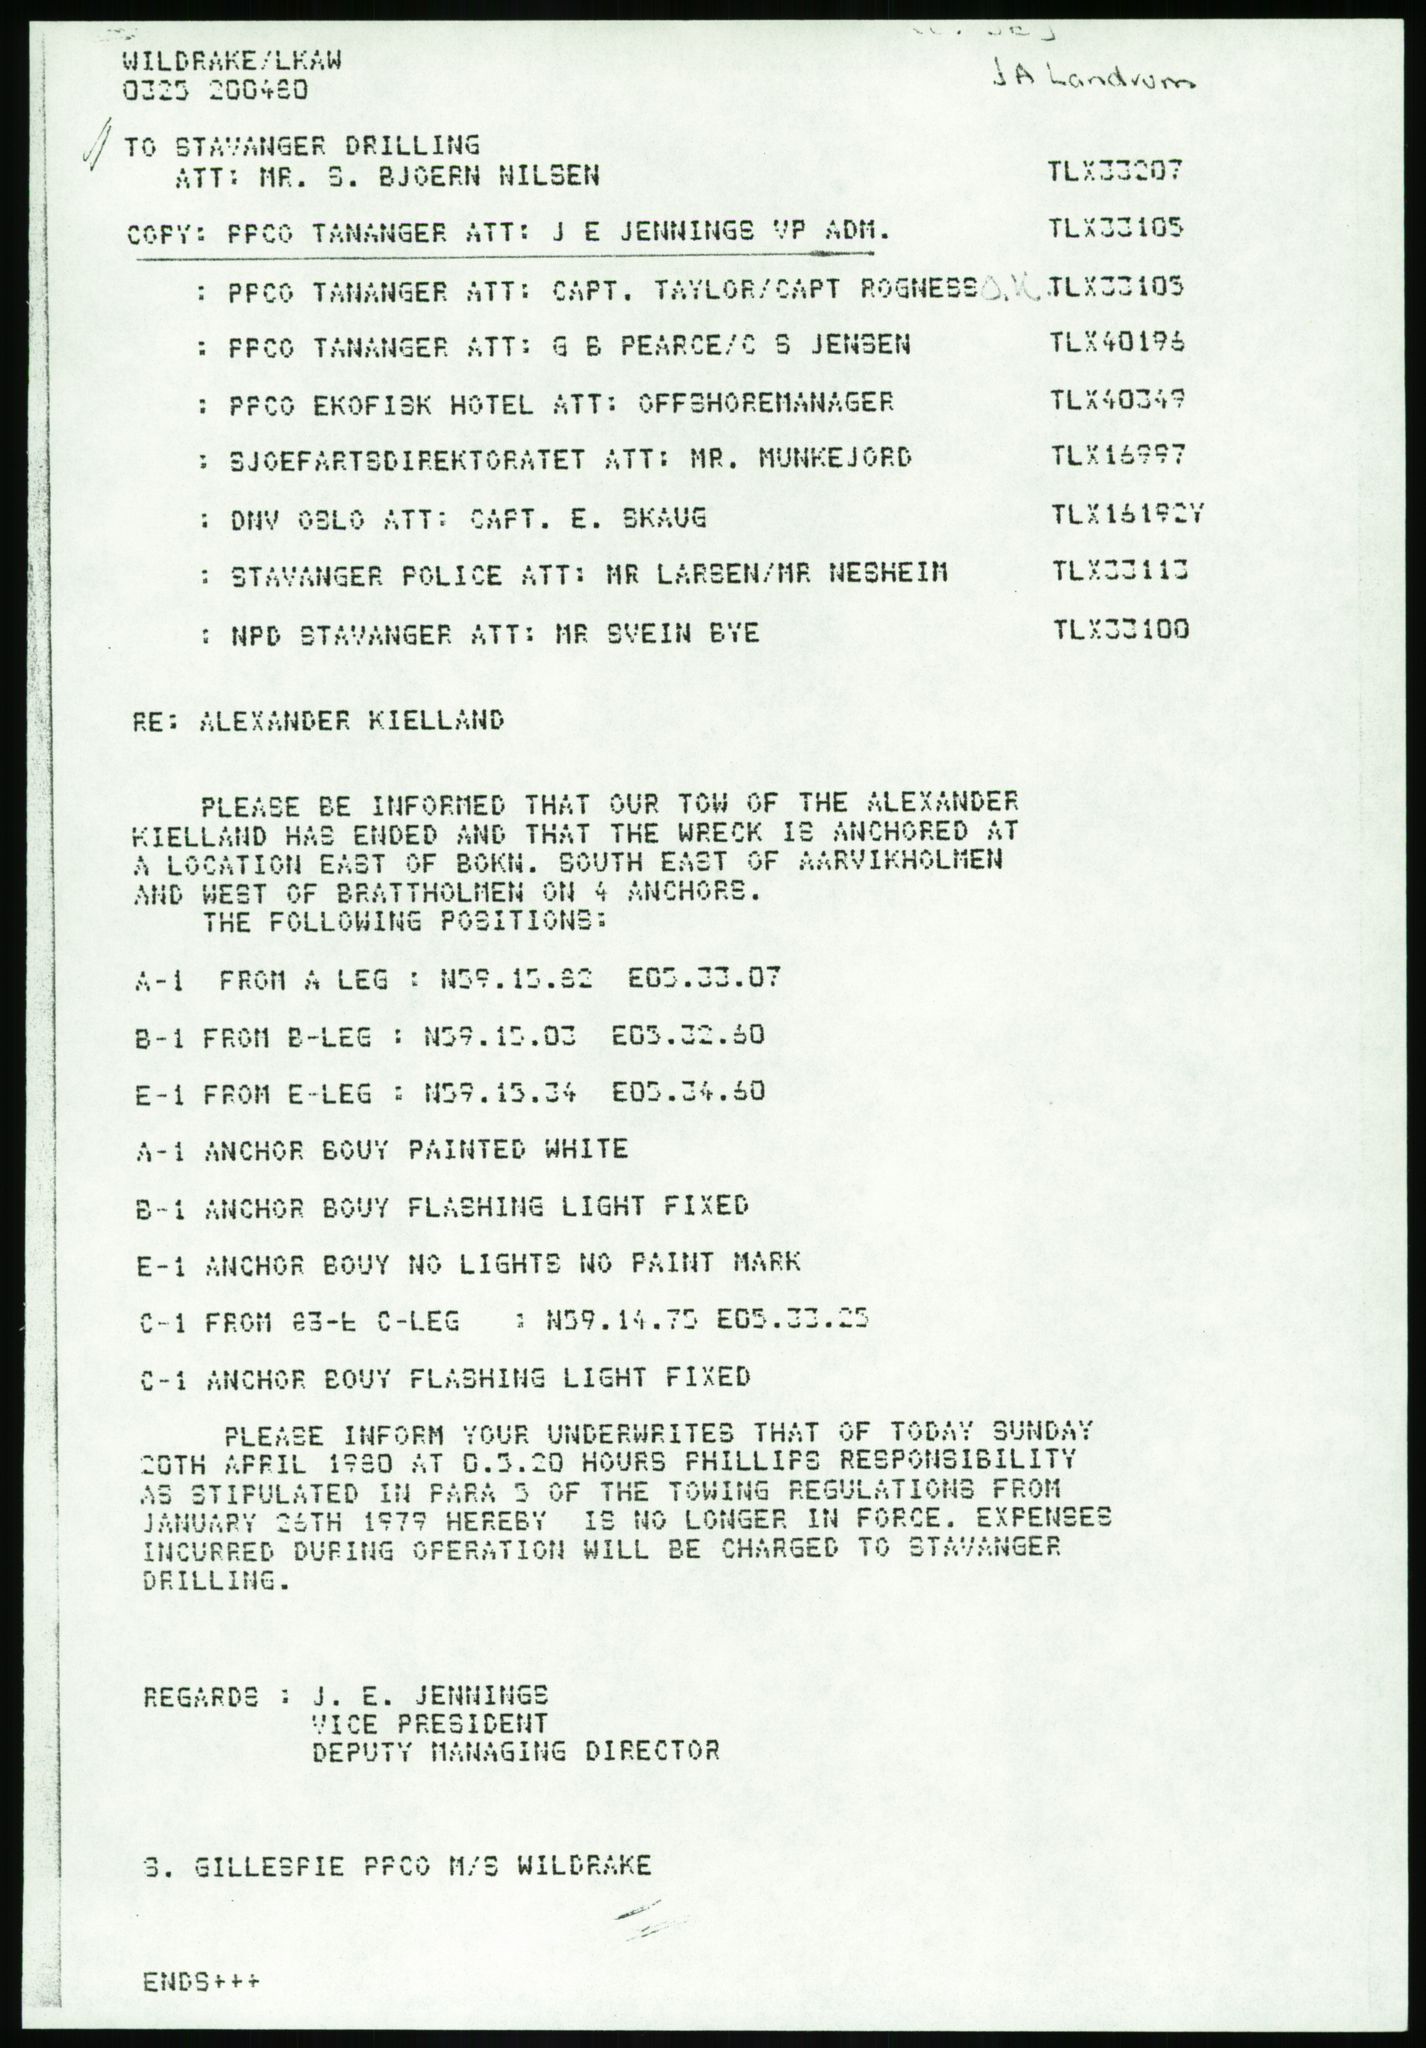 WILDRAKE/LKAW
0325 200480
J A Landrum
TO STAVANGER DRILLING
ATT: MR. S. BJOERN NILSEN TLX33207
COPY: PPCO TANANGER ATT: J E JENNINGS VP ADM. TLX33105
: PPCO TANANGER ATT: CAPT. TAYLOR/CAPT ROGNESS O.K. TLX33105
: PPCO TANANGER ATT: G B PEARCE/C S JENSEN TLX40196
: PPCO EKOFISK HOTEL ATT: OFFSHOREMANAGER TLX40349
: SJOEFARTSDIREKTORATET ATT: MR. MUNKEJORD TLX16997
: DNV OSLO ATT: CAPT. E. SKAUG TLX16192Y
: STAVANGER POLICE ATT: MR LARSEN/MR NESHEIM TLX33113
: NPD STAVANGER ATT: MR SVEIN BYE TLX33100
RE: ALEXANDER KIELLAND
PLEASE BE INFORMED THAT OUR TOW OF THE ALEXANDER
KIELLAND HAS ENDED AND THAT THE WRECK IS ANCHORED AT
A LOCATION EAST OF BOKN. SOUTH EAST OF AARVIKHOLMEN
AND WEST OF BRATTHOLMEN ON 4 ANCHORS.
THE FOLLOWING POSITIONS:
A-1 FROM A LEG : N59.15.82 E05.33.07
B-1 FROM B-LEG : N59.15.03 E05.32.60
E-1 FROM E-LEG : N59.15.34 E05.34.60
A-1 ANCHOR BOUY PAINTED WHITE
B-1 ANCHOR BOUY FLASHING LIGHT FIXED
E-1 ANCHOR BOUY NO LIGHTS NO PAINT MARK
C-1 FROM C-LEG : N59.14.75 E05.33.25
C-1 ANCHOR BOUY FLASHING LIGHT FIXED
PLEASE INFORM YOUR UNDERWRITES THAT OF TODAY SUNDAY
20TH APRIL 1980 AT 0.3.20 HOURS PHILLIPS RESPONSIBILITY
AS STIPULATED IN PARA 5 OF THE TOWING REGULATIONS FROM
JANUARY 26TH 1979 HEREBY IS NO LONGER IN FORCE. EXPENSES
INCURRED DURING OPERATION WILL BE CHARGED TO STAVANGER
DRILLING.
REGARDS : J. E. JENNINGS
VICE PRESIDENT
DEPUTY MANAGING DIRECTOR
S. GILLESPIE PPCO M/S WILDRAKE
ENDS+++